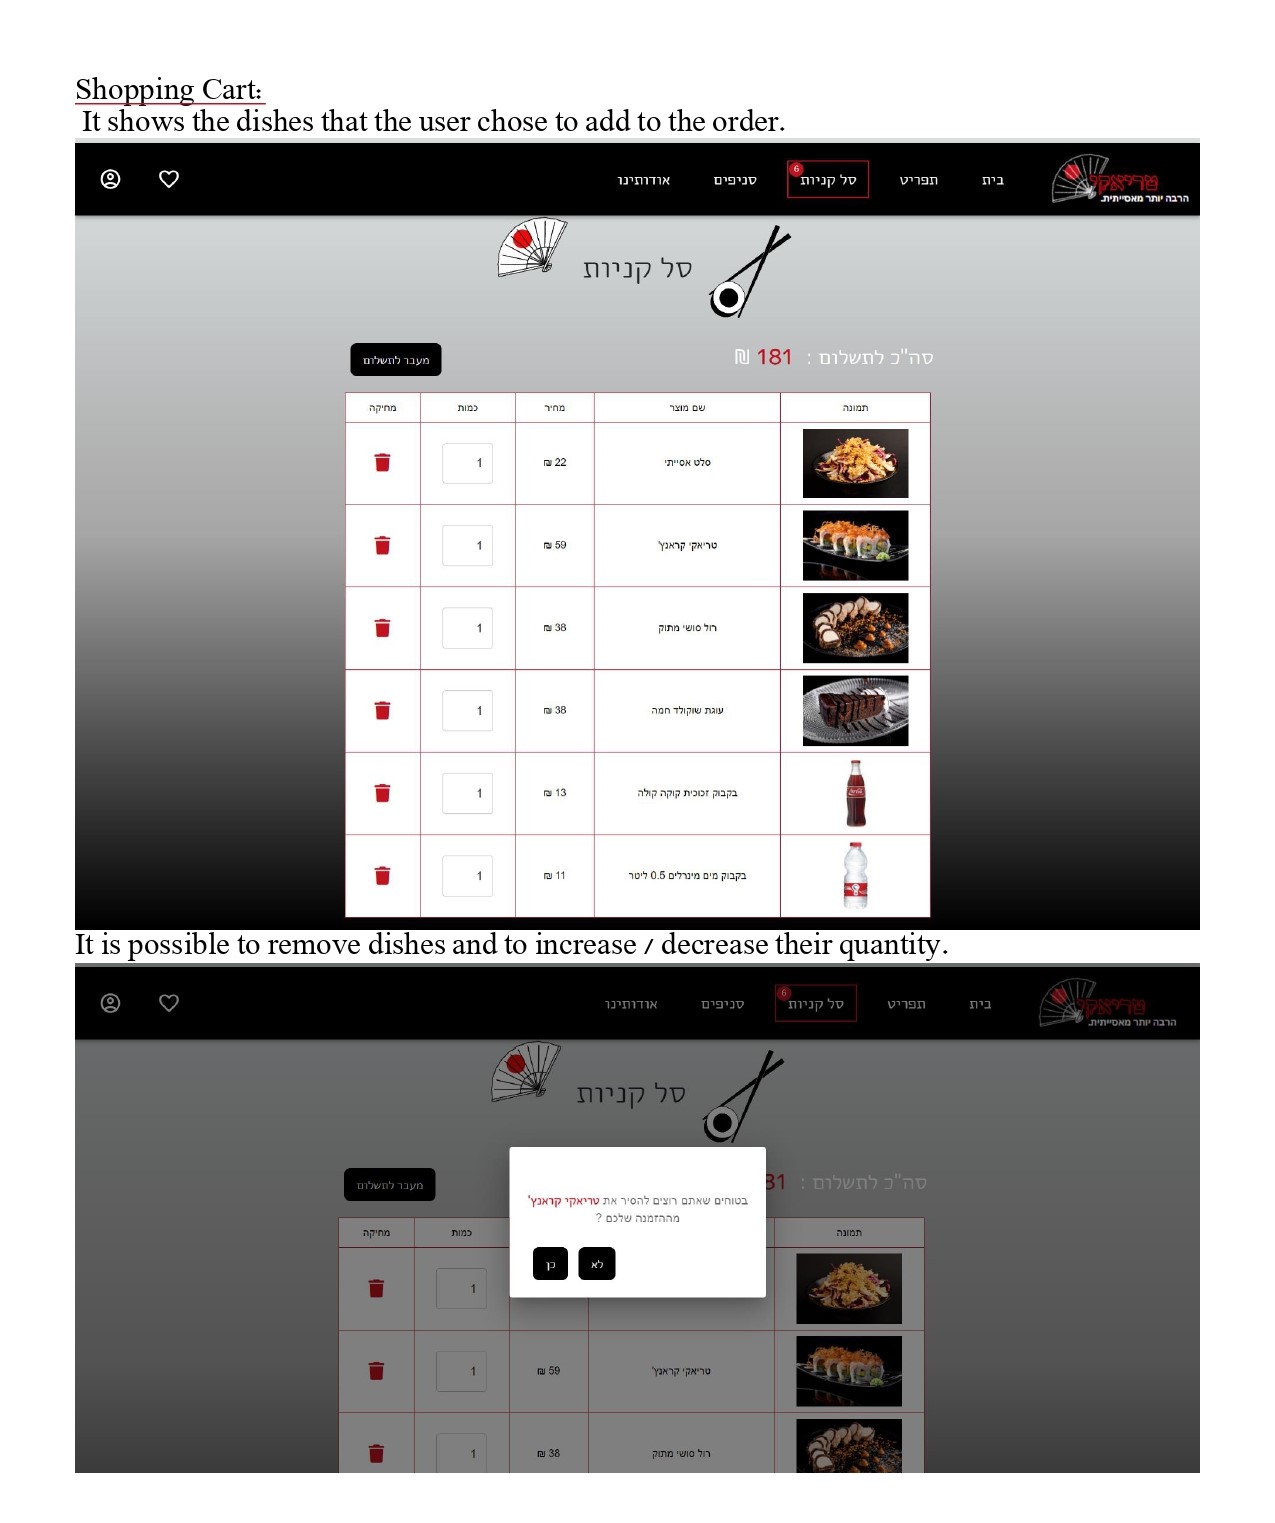 Shopping Cart:
It shows the dishes that the user chose to add to the order.
טריאקי
הרבה יותר מאסייתית.
בית תפריט סל קניות 6 סניפים אודותינו
סל קניות
סה"כ לתשלום : 181 ₪
מעבר לתשלום
תמונה שם מוצר מחיר כמות מחיקה
סלט אסייתי 22 ₪ 1
טריאקי קראנץ' 59 ₪ 1
רול סושי מתוק 38 ₪ 1
עוגת שוקולד חמה 38 ₪ 1
בקבוק זכוכית קוקה קולה 13 ₪ 1
בקבוק מים מינרלים 0.5 ליטר 11 ₪ 1
It is possible to remove dishes and to increase / decrease their quantity.
טריאקי
הרבה יותר מאסייתית.
בית תפריט סל קניות 6 סניפים אודותינו
סל קניות
סה"כ לתשלום : 81
מעבר לתשלום
בטוחים שאתם רוצים להסיר את טריאקי קראנץ'
מההזמנה שלכם ?
לא כן
תמונה כמות מחיקה
1
טריאקי קראנץ' 59 ₪ 1
רול סושי מתוק 38 ₪ 1